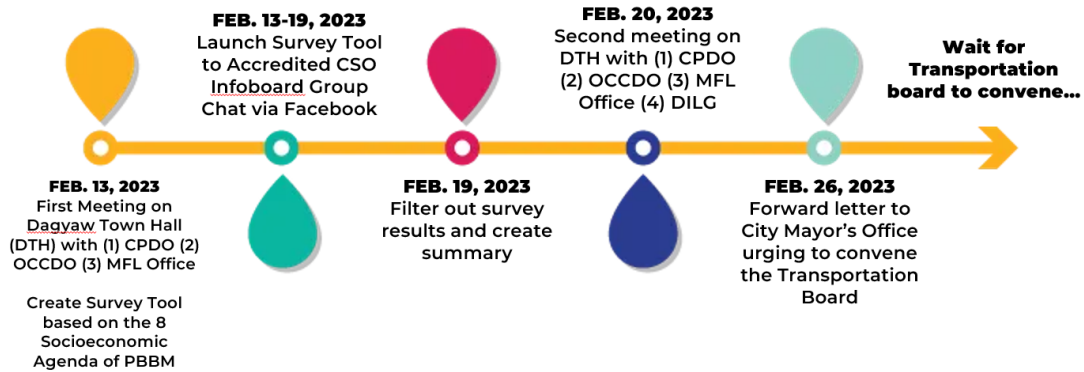 FEB. 13, 2023
First Meeting on
Dagyaw Town Hall
(DTH) with (1) CPDO (2)
OCCDO (3) MFL Office
Create Survey Tool
based on the 8
Socioeconomic
Agenda of PBBM
FEB. 13-19, 2023
Launch Survey Tool
to Accredited CSO
Infoboard Group
Chat via Facebook
FEB. 19, 2023
Filter out survey
results and create
summary
FEB. 20, 2023
Second meeting on
DTH with (1) CPDO
(2) OCCDO (3) MFL
Office (4) DILG
FEB. 26, 2023
Forward letter to
City Mayor’s Office
urging to convene
the Transportation
Board
Wait for
Transportation
board to convene...